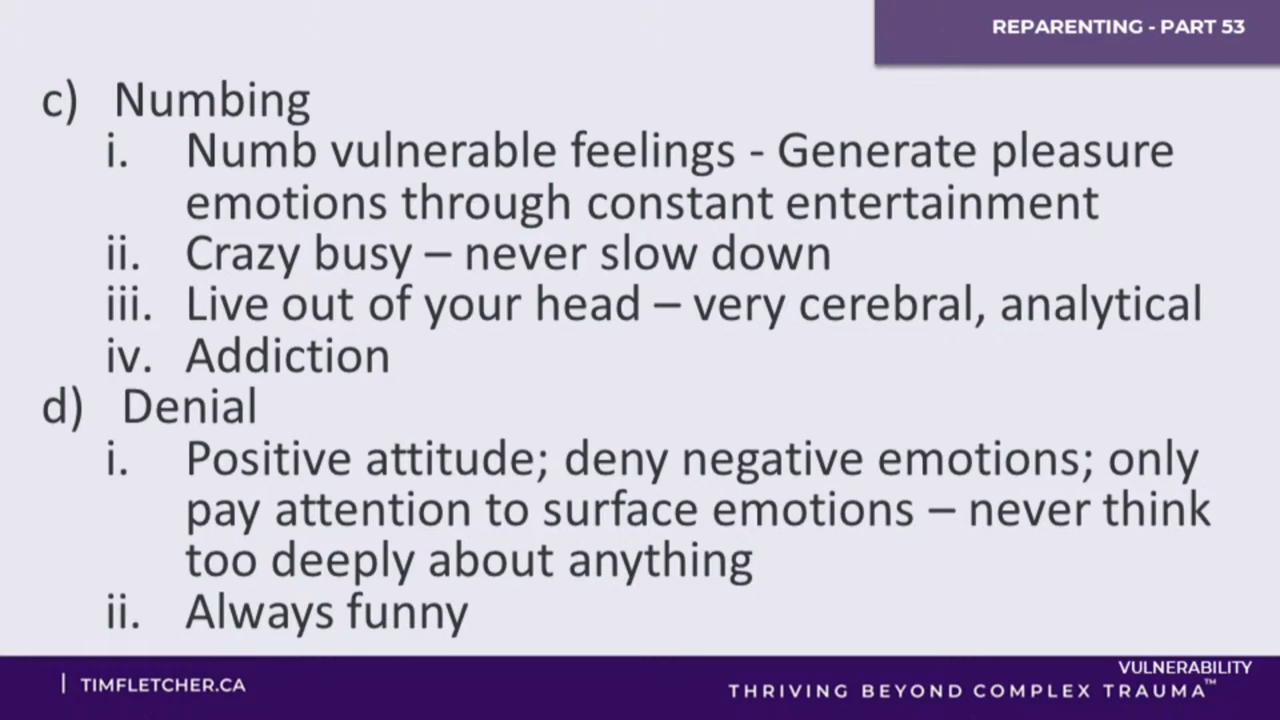 REPARENTING - PART 53
c) Numbing
i. Numb vulnerable feelings - Generate pleasure
emotions through constant entertainment
ii. Crazy busy – never slow down
iii. Live out of your head – very cerebral, analytical
iv. Addiction
d) Denial
i. Positive attitude; deny negative emotions; only
pay attention to surface emotions – never think
too deeply about anything
ii. Always funny
| TIMFLETCHER.CA
VULNERABILITY
THRIVING BEYOND COMPLEX TRAUMA™